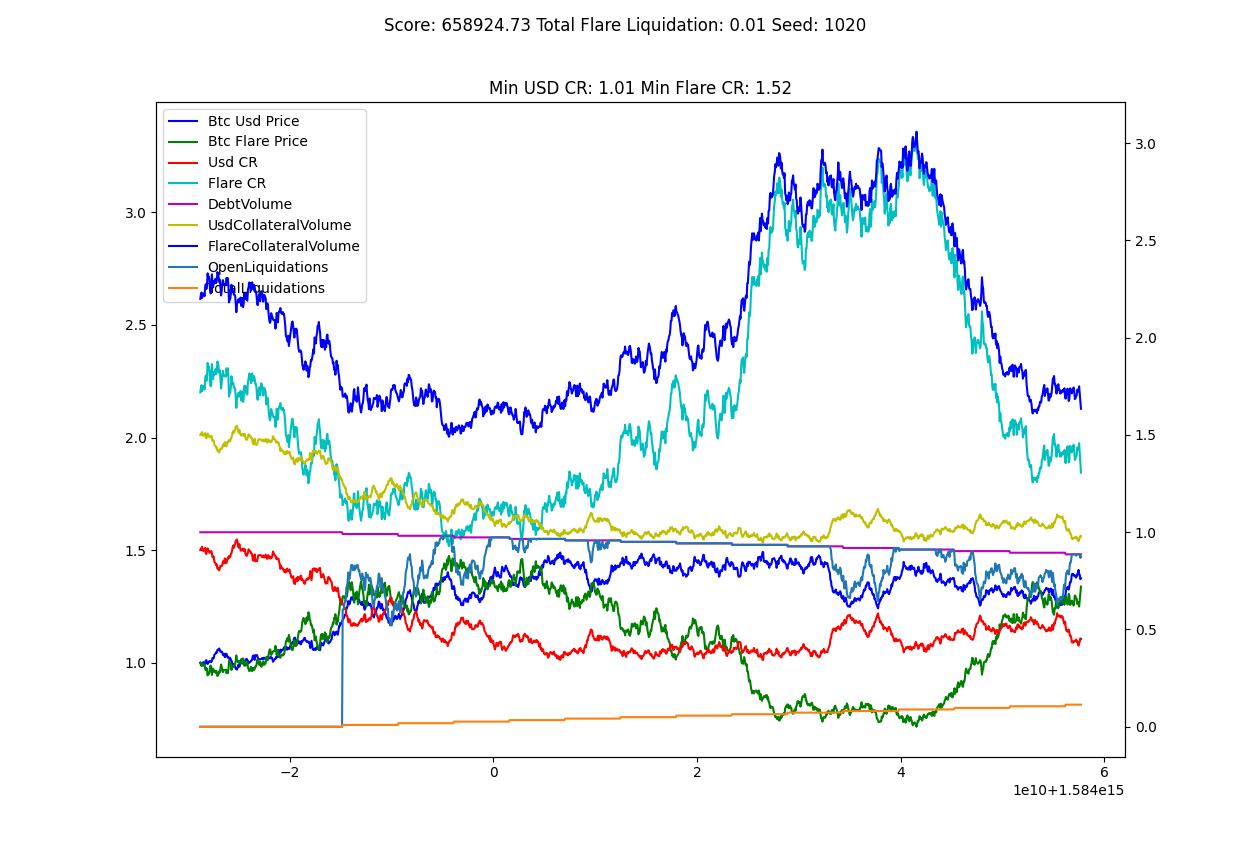 Score: 658924.73 Total Flare Liquidation: 0.01 Seed: 1020
Min USD CR: 1.01 Min Flare CR: 1.52
Btc Usd Price
Btc Flare Price
Usd CR
Flare CR
DebtVolume
UsdCollateralVolume
FlareCollateralVolume
OpenLiquidations
TotalLiquidations
3.0
2.5
2.0
1.5
1.0
3.0
2.5
2.0
1.5
1.0
0.5
0.0
−2
0
2
4
6
1e10+1.584e15